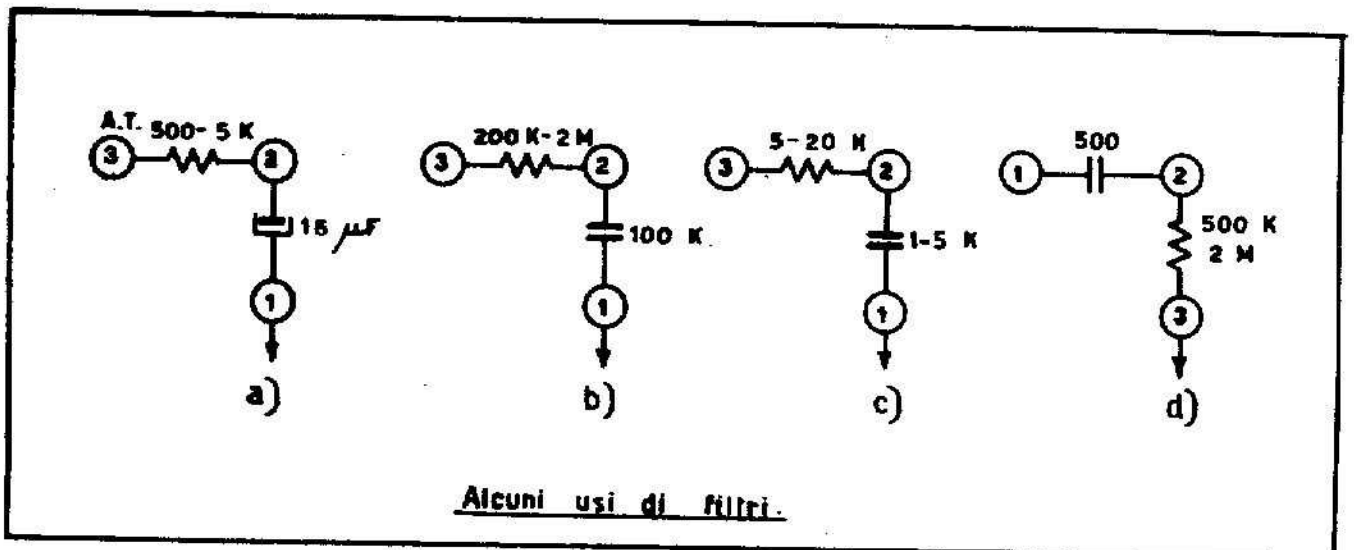 A.T. 500-5 K
3
2
16 µF
1
a)
200 K-2 M
3
2
100 K
1
b)
5-20 K
3
2
1-5 K
1
c)
500
1
2
500 K
2 M
3
d)
Alcuni usi di filtri.